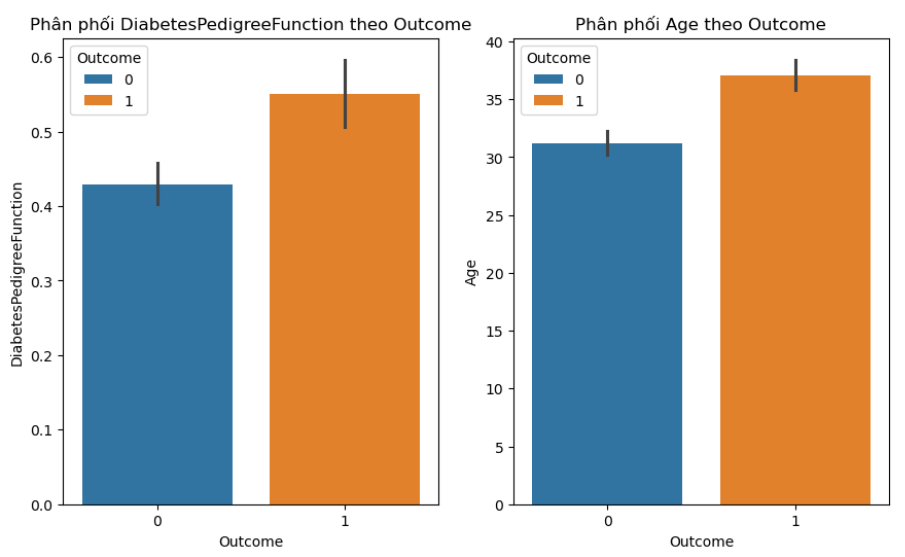 Phân phối DiabetesPedigreeFunction theo Outcome
Outcome
0
1
0.6
0.5
0.4
0.3
0.2
0.1
0.0
DiabetesPedigreeFunction
0 1
Outcome
Phân phối Age theo Outcome
Outcome
0
1
40
35
30
25
20
15
10
5
0
Age
0 1
Outcome